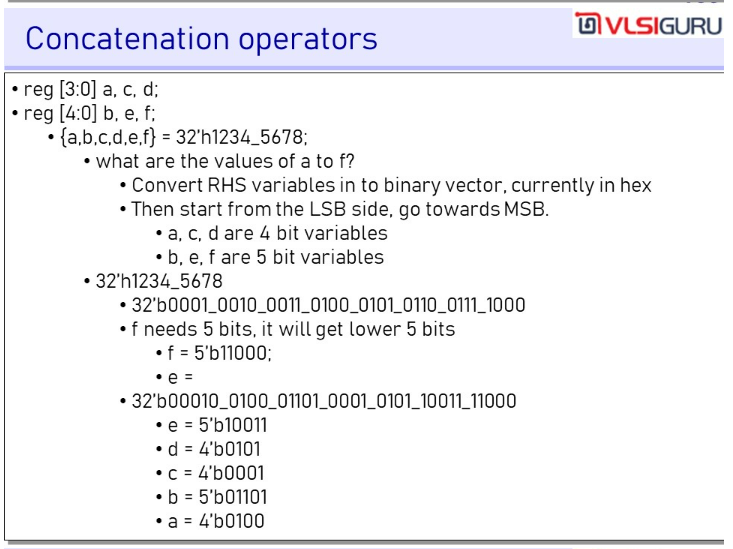 VLSIGURU
Concatenation operators
• reg [3:0] a, c, d;
• reg [4:0] b, e, f;
• {a,b,c,d,e,f} = 32'h1234_5678;
• what are the values of a to f?
• Convert RHS variables in to binary vector, currently in hex
• Then start from the LSB side, go towards MSB.
• a, c, d are 4 bit variables
• b, e, f are 5 bit variables
• 32'h1234_5678
• 32'b0001_0010_0011_0100_0101_0110_0111_1000
• f needs 5 bits, it will get lower 5 bits
• f = 5'b11000;
• e =
• 32'b00010_0100_01101_0001_0101_10011_11000
• e = 5'b10011
• d = 4'b0101
• c = 4'b0001
• b = 5'b01101
• a = 4'b0100